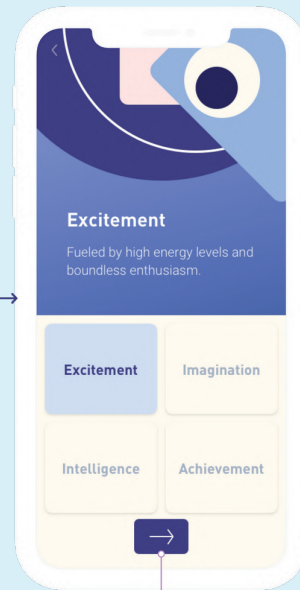 Excitement
Fueled by high energy levels and
boundless enthusiasm.
Excitement
Imagination
Intelligence
Achievement